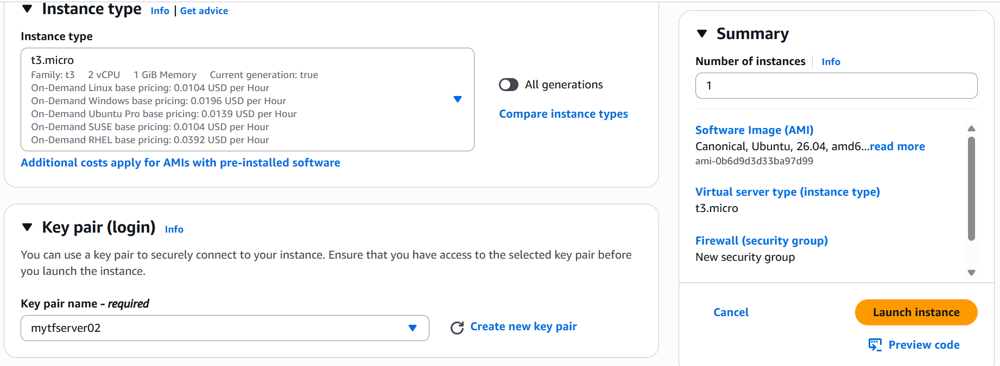 Instance type Info | Get advice
Instance type
t3.micro
Family: t3 2 vCPU 1 GiB Memory Current generation: true
On-Demand Linux base pricing: 0.0104 USD per Hour
On-Demand Windows base pricing: 0.0196 USD per Hour
On-Demand Ubuntu Pro base pricing: 0.0139 USD per Hour
On-Demand SUSE base pricing: 0.0104 USD per Hour
On-Demand RHEL base pricing: 0.0392 USD per Hour
All generations
Compare instance types
Additional costs apply for AMIs with pre-installed software
Key pair (login) Info
You can use a key pair to securely connect to your instance. Ensure that you have access to the selected key pair before
you launch the instance.
Key pair name - required
mytfserver02
Create new key pair
Summary
Number of instances Info
1
Software Image (AMI)
Canonical, Ubuntu, 26.04, amd6...read more
ami-0b6d9d3d33ba97d99
Virtual server type (instance type)
t3.micro
Firewall (security group)
New security group
Cancel
Launch instance
Preview code